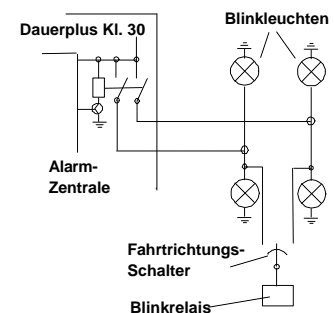 Blinkleuchten
Dauerplus Kl. 30
Alarm-
Zentrale
Fahrtrichtungs-
Schalter
Blinkrelais